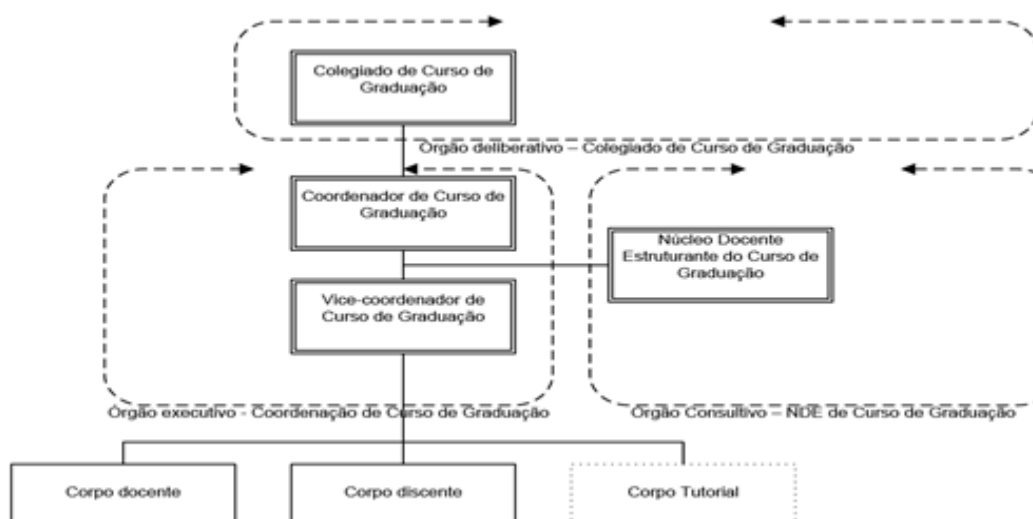 Colegiado de Curso de
Graduação
Órgão deliberativo – Colegiado de Curso de Graduação
Coordenador de Curso de
Graduação
Núcleo Docente
Estruturante do Curso de
Graduação
Vice-coordenador de
Curso de Graduação
Órgão executivo - Coordenação de Curso de Graduação
Órgão Consultivo – NDE de Curso de Graduação
Corpo docente
Corpo discente
Corpo Tutorial